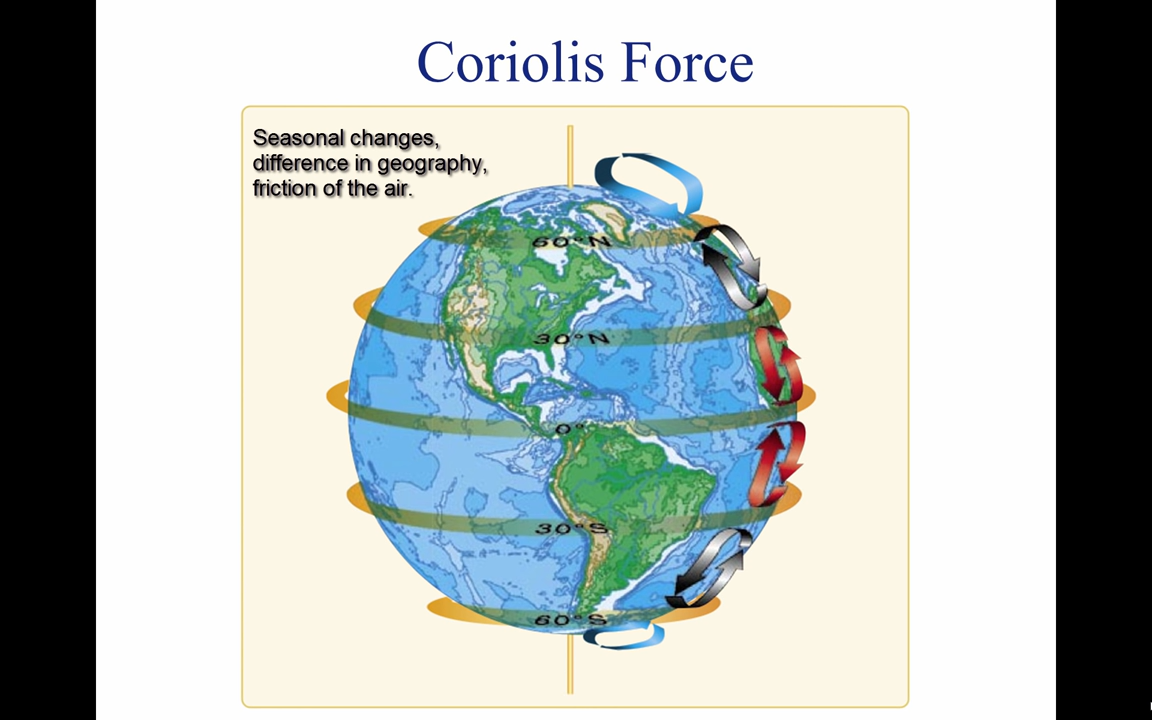 Coriolis Force
Seasonal changes,
difference in geography,
friction of the air.
60°N
30°N
0°
30°S
60°S